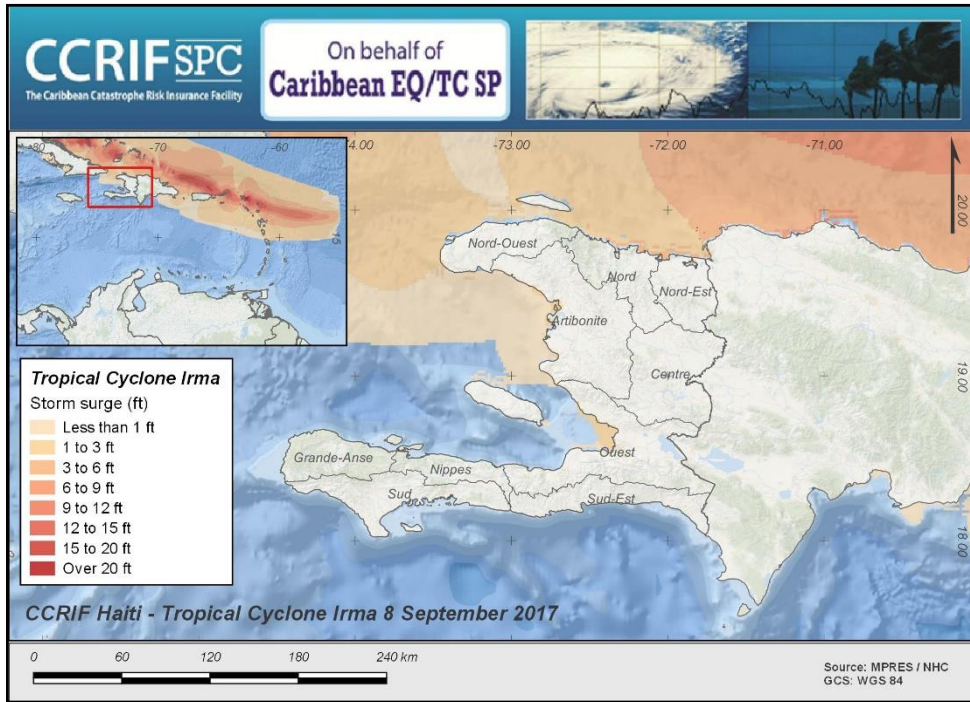 CCRIF SPC
The Caribbean Catastrophe Risk Insurance Facility
On behalf of
Caribbean EQ/TC SP
-80
-70
-60
15
74.00
-73.00
-72.00
-71.00
20.00
Nord-Ouest
Nord
Nord-Est
Artibonite
Centre
19.00
Ouest
Grande-Anse
Nippes
Sud
Sud-Est
18.00
Tropical Cyclone Irma
Storm surge (ft)
Less than 1 ft
1 to 3 ft
3 to 6 ft
6 to 9 ft
9 to 12 ft
12 to 15 ft
15 to 20 ft
Over 20 ft
CCRIF Haiti - Tropical Cyclone Irma 8 September 2017
0 60 120 180 240 km
Source: MPRES / NHC
GCS: WGS 84